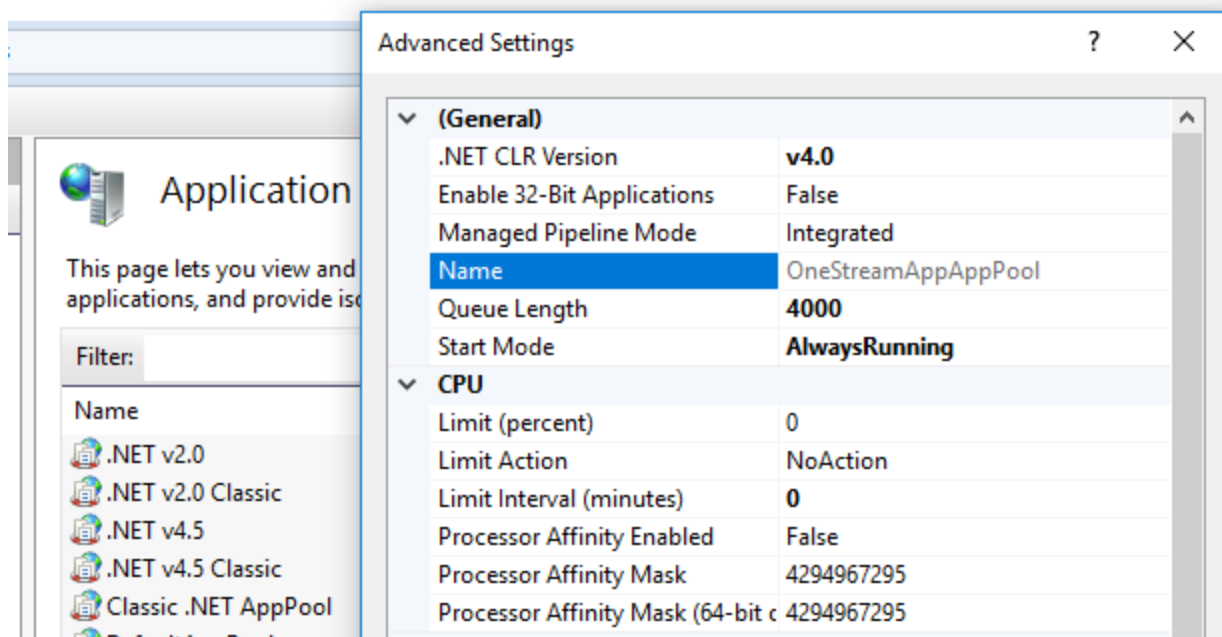 Advanced Settings
?
(General)
.NET CLR Version v4.0
Enable 32-Bit Applications False
Managed Pipeline Mode Integrated
Name OneStreamAppAppPool
Queue Length 4000
Start Mode AlwaysRunning
CPU
Limit (percent) 0
Limit Action NoAction
Limit Interval (minutes) 0
Processor Affinity Enabled False
Processor Affinity Mask 4294967295
Processor Affinity Mask (64-bit c 4294967295
Application
This page lets you view and
applications, and provide iso
Filter:
Name
.NET v2.0
.NET v2.0 Classic
.NET v4.5
.NET v4.5 Classic
Classic .NET AppPool